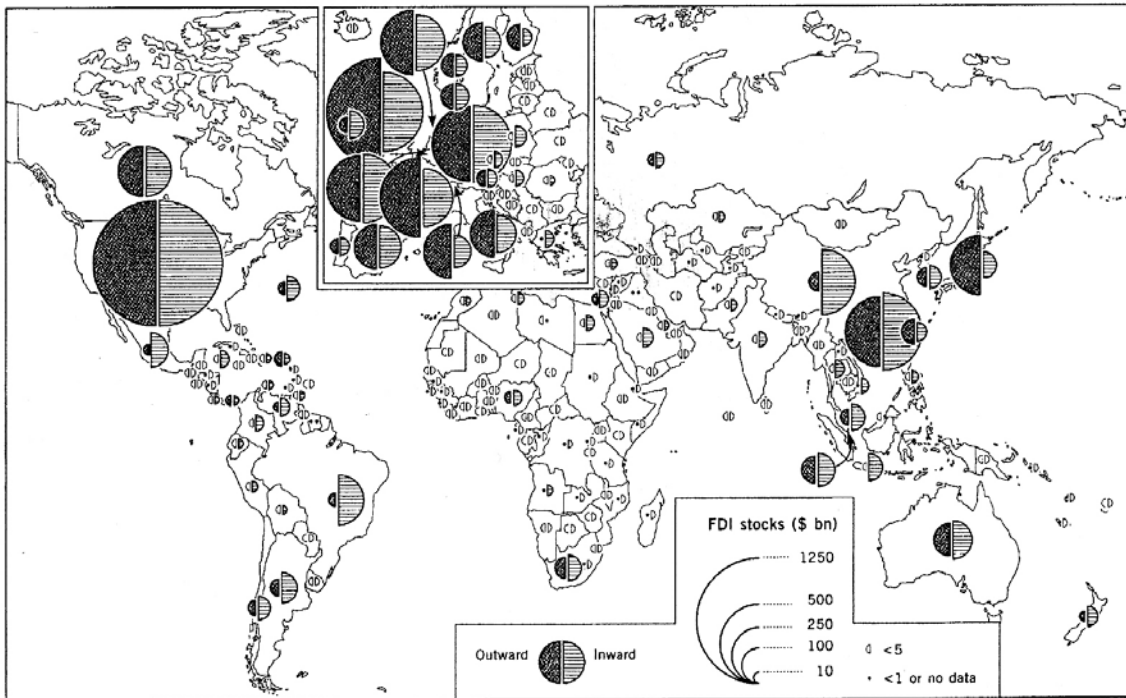 FDI stocks ($ bn)
1250
500
250
100
10
Outward
Inward
<5
<1 or no data